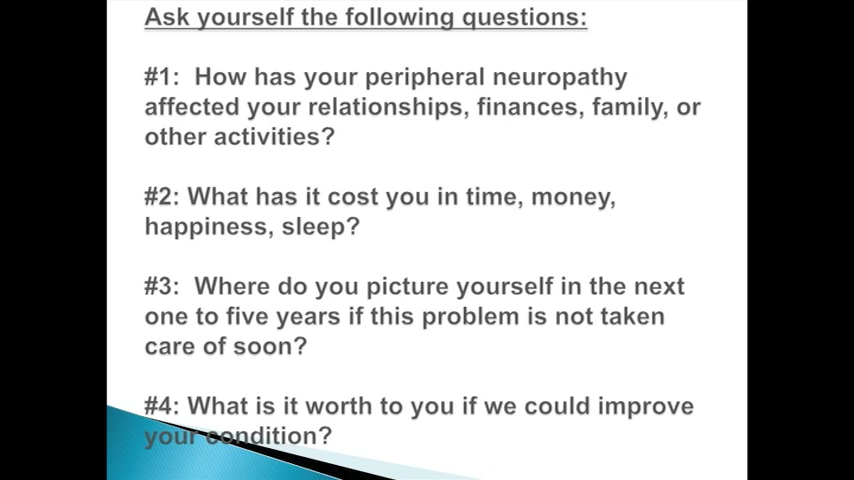 Ask yourself the following questions:
#1:  How has your peripheral neuropathy
affected your relationships, finances, family, or
other activities?
#2: What has it cost you in time, money,
happiness, sleep?
#3:  Where do you picture yourself in the next
one to five years if this problem is not taken
care of soon?
#4: What is it worth to you if we could improve
your condition?